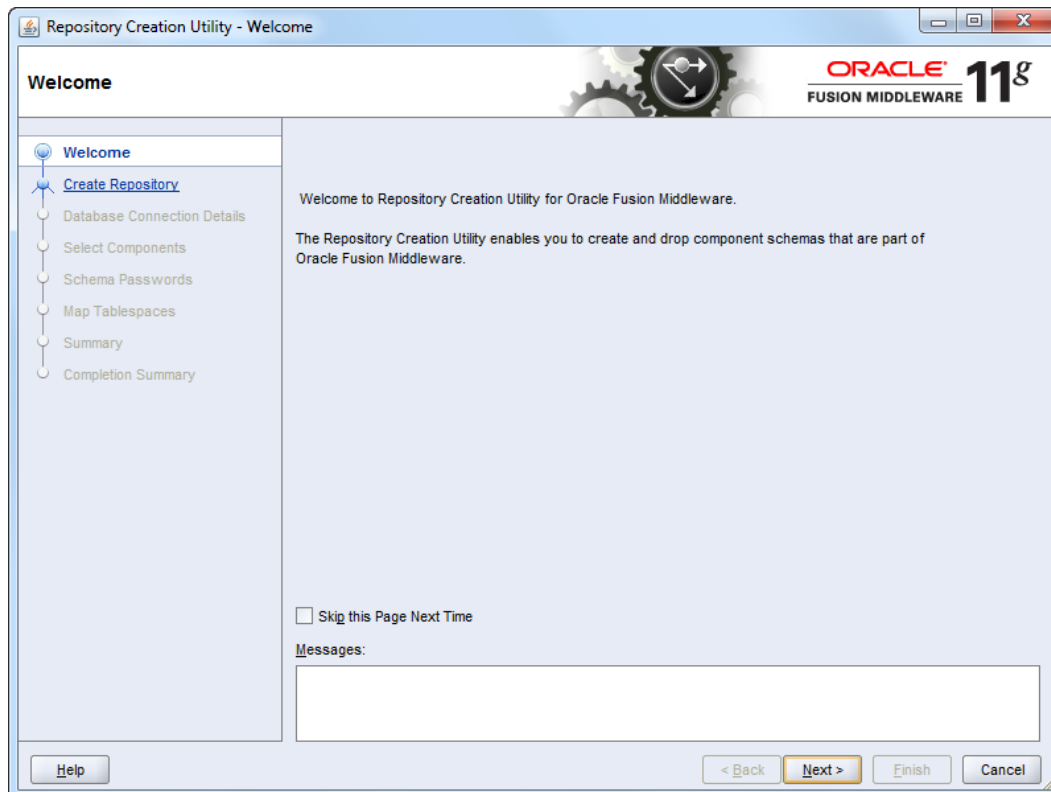 Repository Creation Utility - Welcome
Welcome
ORACLE®
FUSION MIDDLEWARE 11g
Welcome
Create Repository
Database Connection Details
Select Components
Schema Passwords
Map Tablespaces
Summary
Completion Summary
Welcome to Repository Creation Utility for Oracle Fusion Middleware.
The Repository Creation Utility enables you to create and drop component schemas that are part of
Oracle Fusion Middleware.
Skip this Page Next Time
Messages:
Help
< Back
Next >
Finish
Cancel